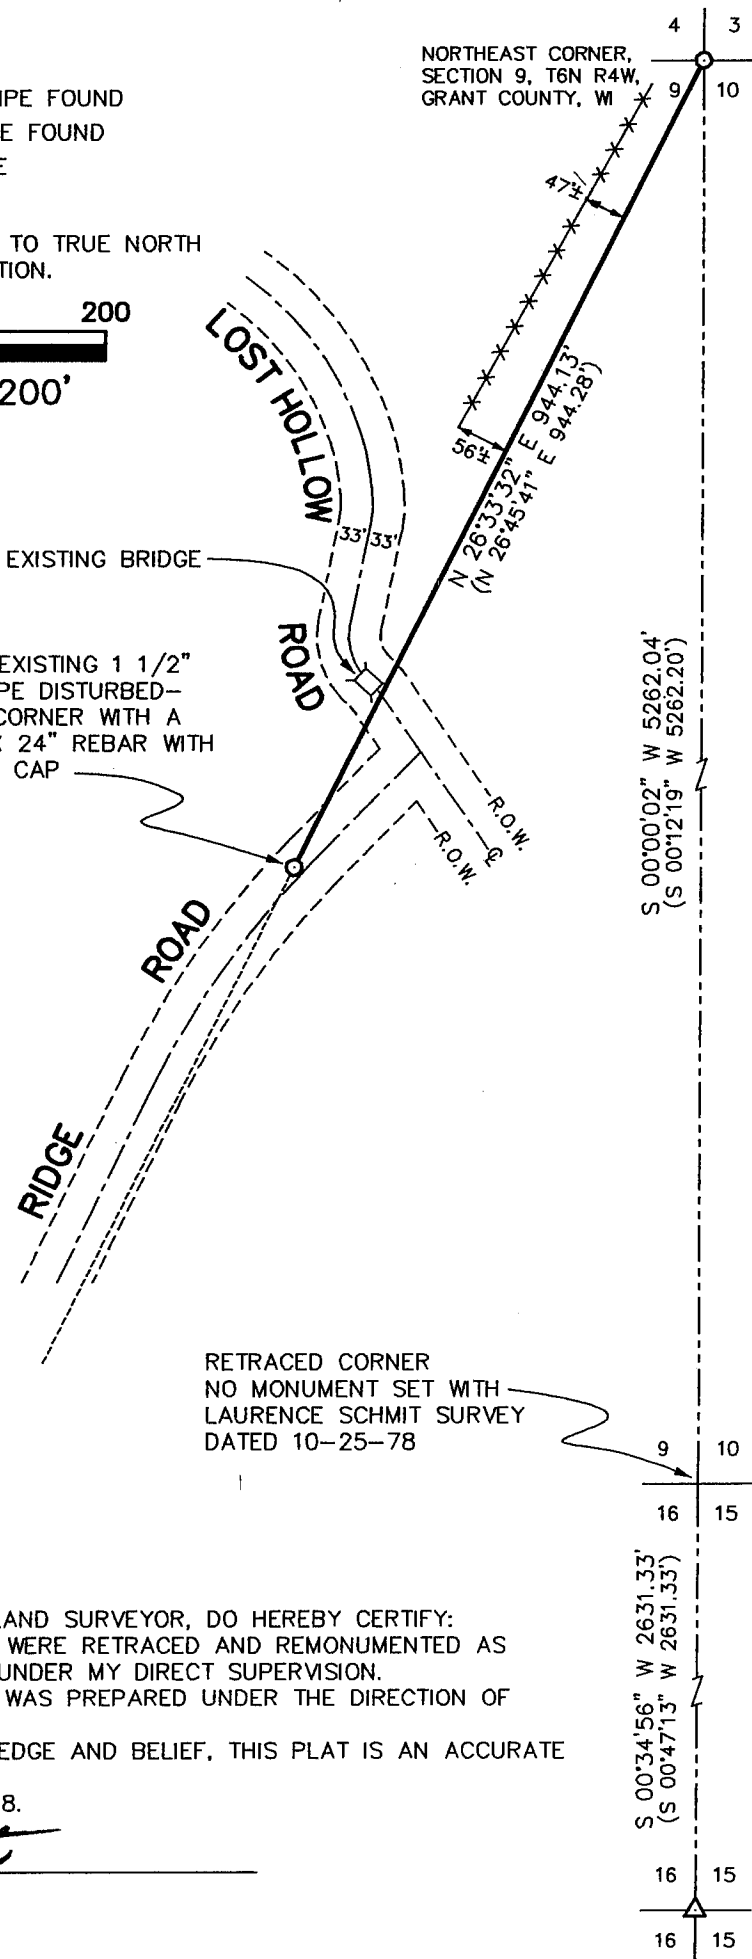 4 3
NORTHEAST CORNER,
SECTION 9, T6N R4W,
GRANT COUNTY, WI
9 10
IPE FOUND
E FOUND
E
TO TRUE NORTH
TION.
200
200'
47'±
56'±
N 26°33'32" E 944.13'
(N 26°45'41" E 944.28')
LOST HOLLOW
ROAD
33' 33'
EXISTING BRIDGE
EXISTING 1 1/2"
PE DISTURBED-
CORNER WITH A
X 24" REBAR WITH
CAP
R.O.W.
R.O.W.
S 00°00'02" W 5262.04'
(S 00°12'19" W 5262.20')
RIDGE
ROAD
RETRACED CORNER
NO MONUMENT SET WITH
LAURENCE SCHMIT SURVEY
DATED 10-25-78
9 10
16 15
S 00°34'56" W 2631.33'
(S 00°47'13" W 2631.33')
LAND SURVEYOR, DO HEREBY CERTIFY:
WERE RETRACED AND REMONUMENTED AS
UNDER MY DIRECT SUPERVISION.
WAS PREPARED UNDER THE DIRECTION OF
EDGE AND BELIEF, THIS PLAT IS AN ACCURATE
8.
16 15
16 15